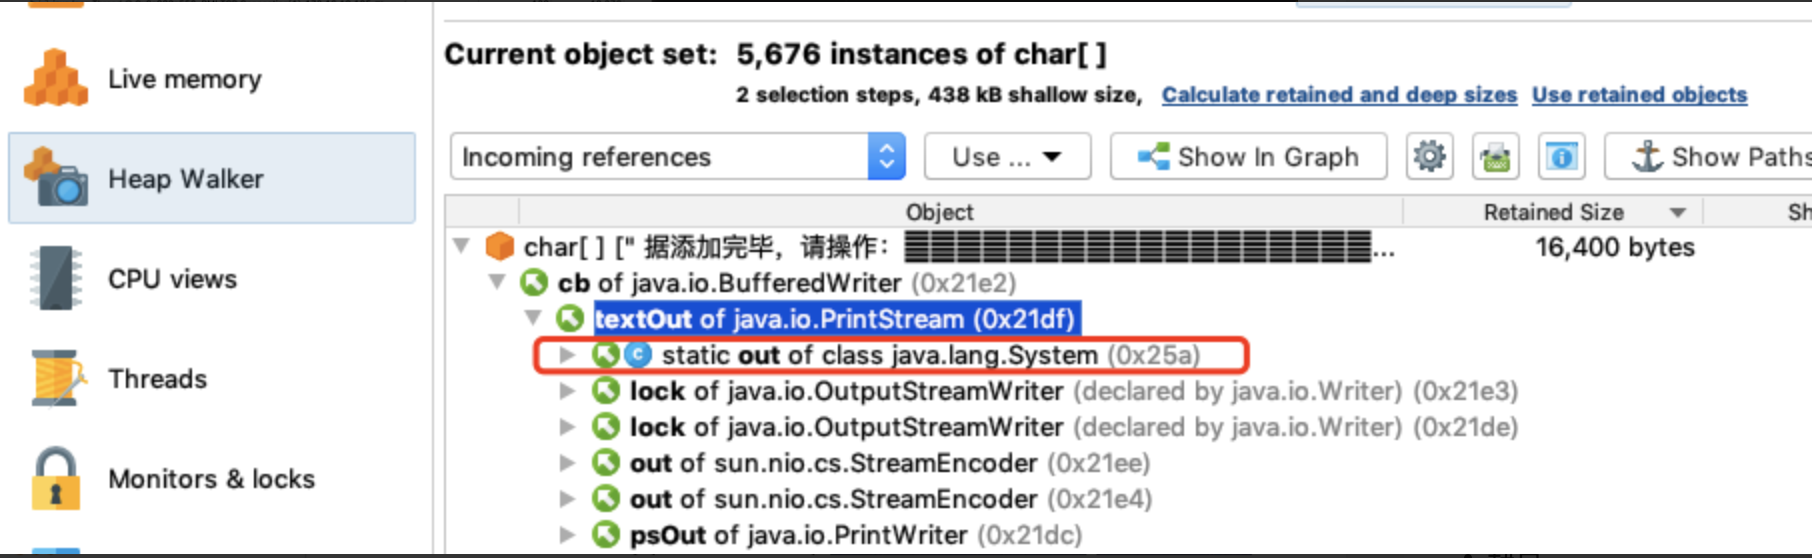 Current object set: 5,676 instances of char[ ]
2 selection steps, 438 kB shallow size, Calculate retained and deep sizes Use retained objects
Live memory
Heap Walker
CPU views
Threads
Monitors & locks
Incoming references Use ... Show In Graph Show Paths
Object Retained Size Sh
char[ ] [" 据添加完毕，请操作： ... 16,400 bytes
cb of java.io.BufferedWriter (0x21e2)
textOut of java.io.PrintStream (0x21df)
static out of class java.lang.System (0x25a)
lock of java.io.OutputStreamWriter (declared by java.io.Writer) (0x21e3)
lock of java.io.OutputStreamWriter (declared by java.io.Writer) (0x21de)
out of sun.nio.cs.StreamEncoder (0x21ee)
out of sun.nio.cs.StreamEncoder (0x21e4)
psOut of java.io.PrintWriter (0x21dc)